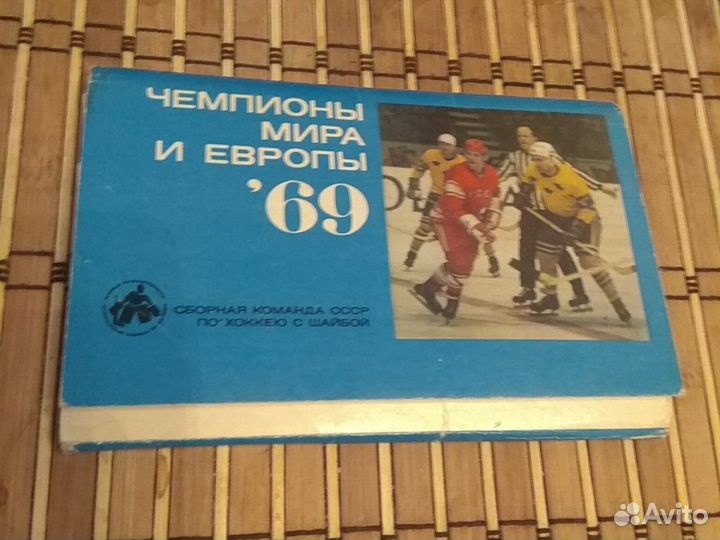 ЧЕМПИОНЫ
МИРА
И ЕВРОПЫ
'69
СБОРНАЯ КОМАНДА СССР
ПО ХОККЕЮ С ШАЙБОЙ
Avito